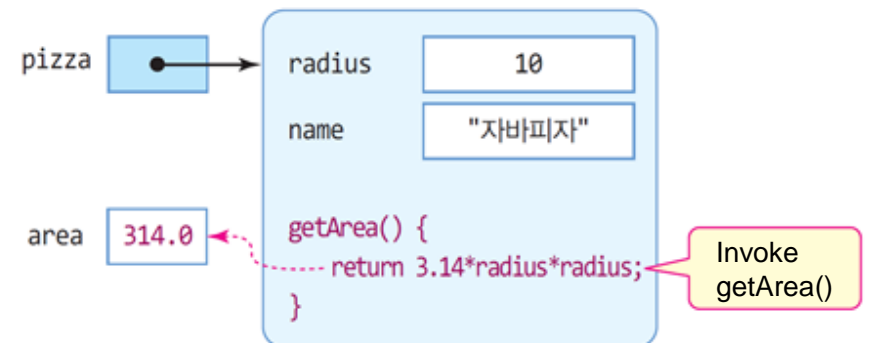 pizza
radius
10
name
"자바피자"
area
314.0
getArea() {
return 3.14*radius*radius;
}
Invoke
getArea()